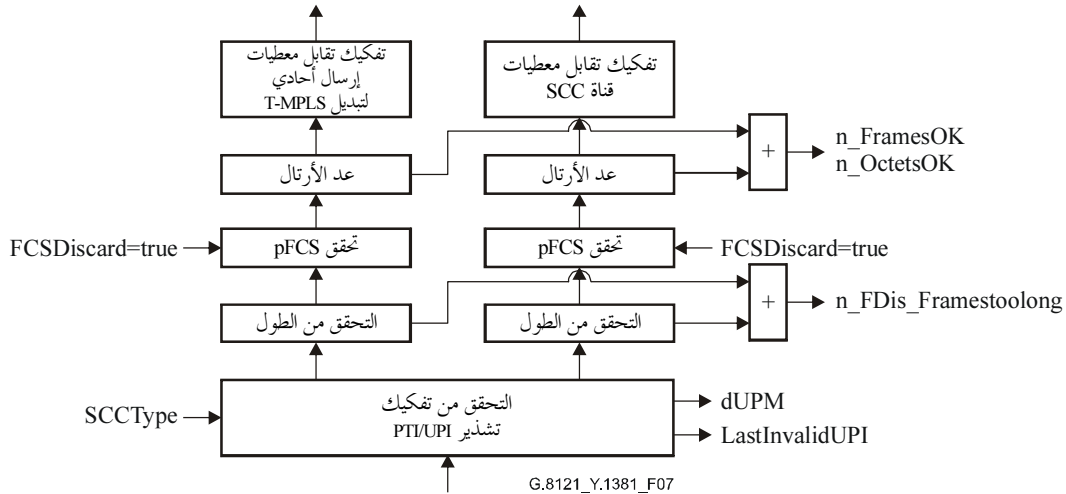 تفكيك تقابل معطيات
إرسال أحادي
لتبديل T-MPLS
تفكيك تقابل معطيات
قناة SCC
n_FramesOK
n_OctetsOK
+
عد الأرتال
عد الأرتال
FCSDiscard=true
تحقق pFCS
تحقق pFCS
FCSDiscard=true
+
n_FDis_Framestoolong
التحقق من الطول
التحقق من الطول
SCCType
التحقق من تفكيك
تشذير PTI/UPI
dUPM
LastInvalidUPI
G.8121_Y.1381_F07